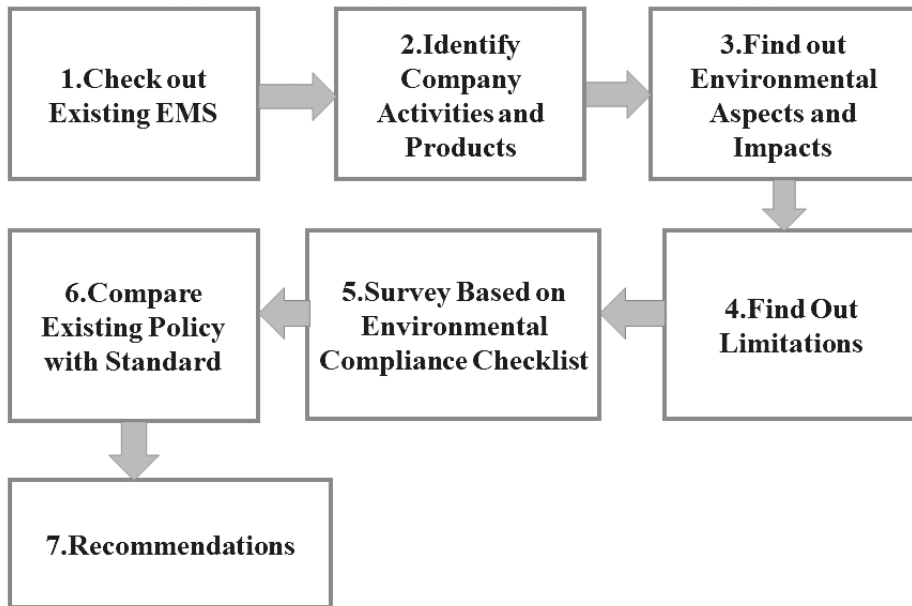 1.Check out
Existing EMS
2.Identify
Company
Activities and
Products
3.Find out
Environmental
Aspects and
Impacts
4.Find Out
Limitations
5.Survey Based on
Environmental
Compliance Checklist
6.Compare
Existing Policy
with Standard
7.Recommendations